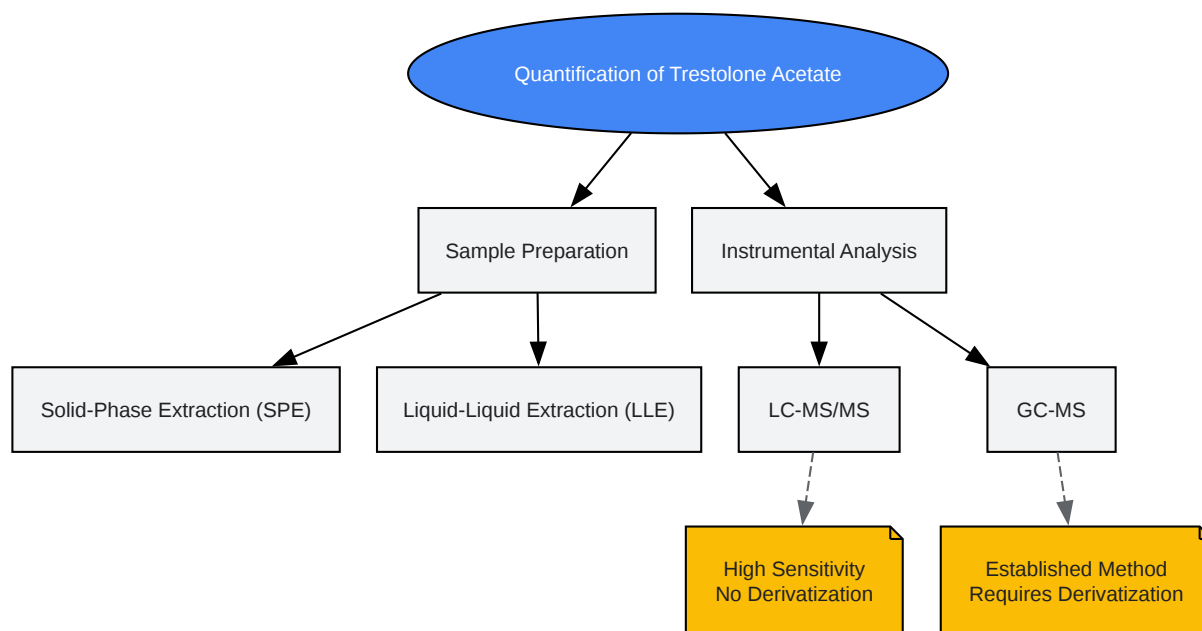 Quantification of Trestolone Acetate
Sample Preparation
Instrumental Analysis
Solid-Phase Extraction (SPE)
Liquid-Liquid Extraction (LLE)
LC-MS/MS
GC-MS
High Sensitivity
No Derivatization
Established Method
Requires Derivatization